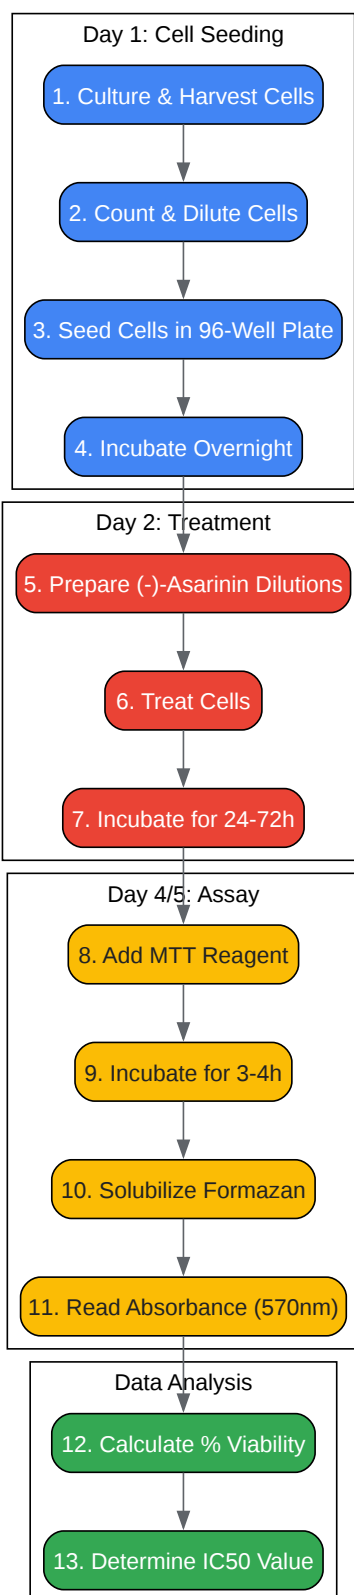 Day 1: Cell Seeding
1. Culture & Harvest Cells
2. Count & Dilute Cells
3. Seed Cells in 96-Well Plate
4. Incubate Overnight
Day 2: Treatment
5. Prepare (-)-Asarinin Dilutions
6. Treat Cells
7. Incubate for 24-72h
Day 4/5: Assay
8. Add MTT Reagent
9. Incubate for 3-4h
10. Solubilize Formazan
11. Read Absorbance (570nm)
Data Analysis
12. Calculate % Viability
13. Determine IC50 Value